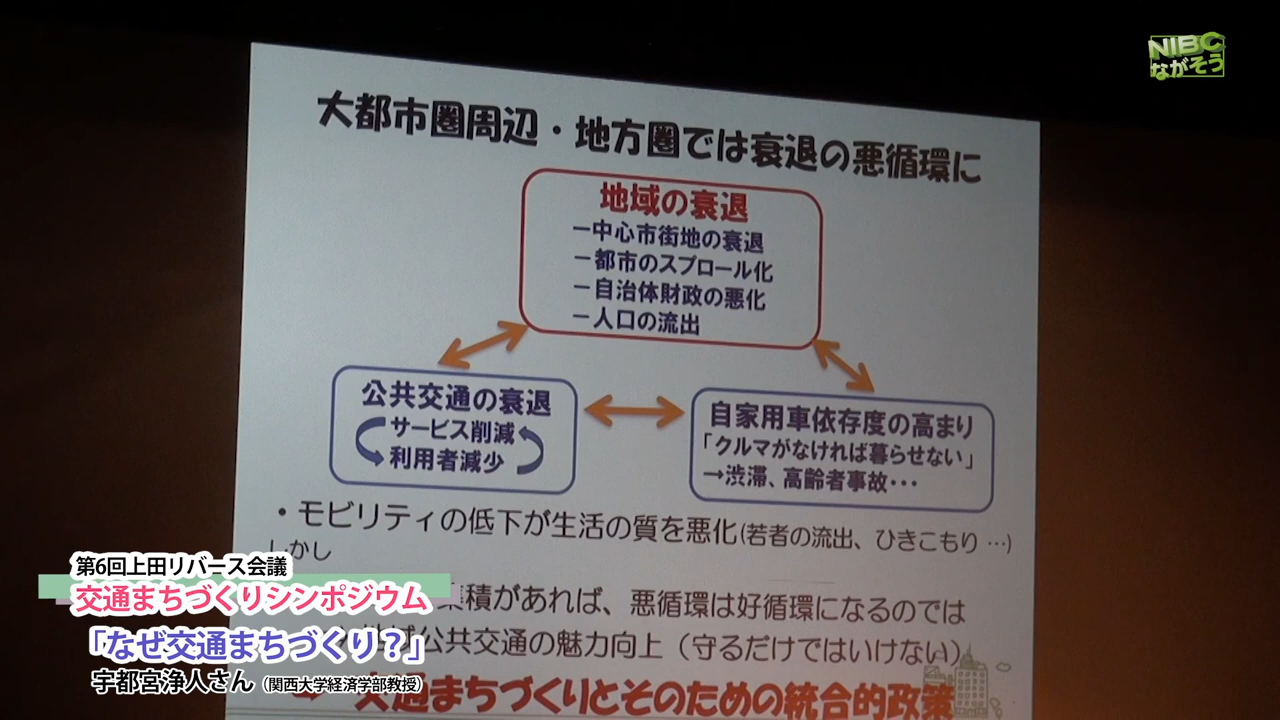 NIBC
ながそう
大都市圏周辺・地方圏では衰退の悪循環に
地域の衰退
－中心市街地の衰退
－都市のスプロール化
－自治体財政の悪化
－人口の流出
公共交通の衰退
サービス削減
利用者減少
自家用車依存度の高まり
「クルマがなければ暮らせない」
→渋滞、高齢者事故・・・
・モビリティの低下が生活の質を悪化(若者の流出、ひきこもり …)
しかし
集積があれば、悪循環は好循環になるのでは
公共交通の魅力向上（守るだけではいけない）
交通まちづくりとそのための統合的政策
第6回上田リバース会議
交通まちづくりシンポジウム
「なぜ交通まちづくり？」
宇都宮浄人さん（関西大学経済学部教授）